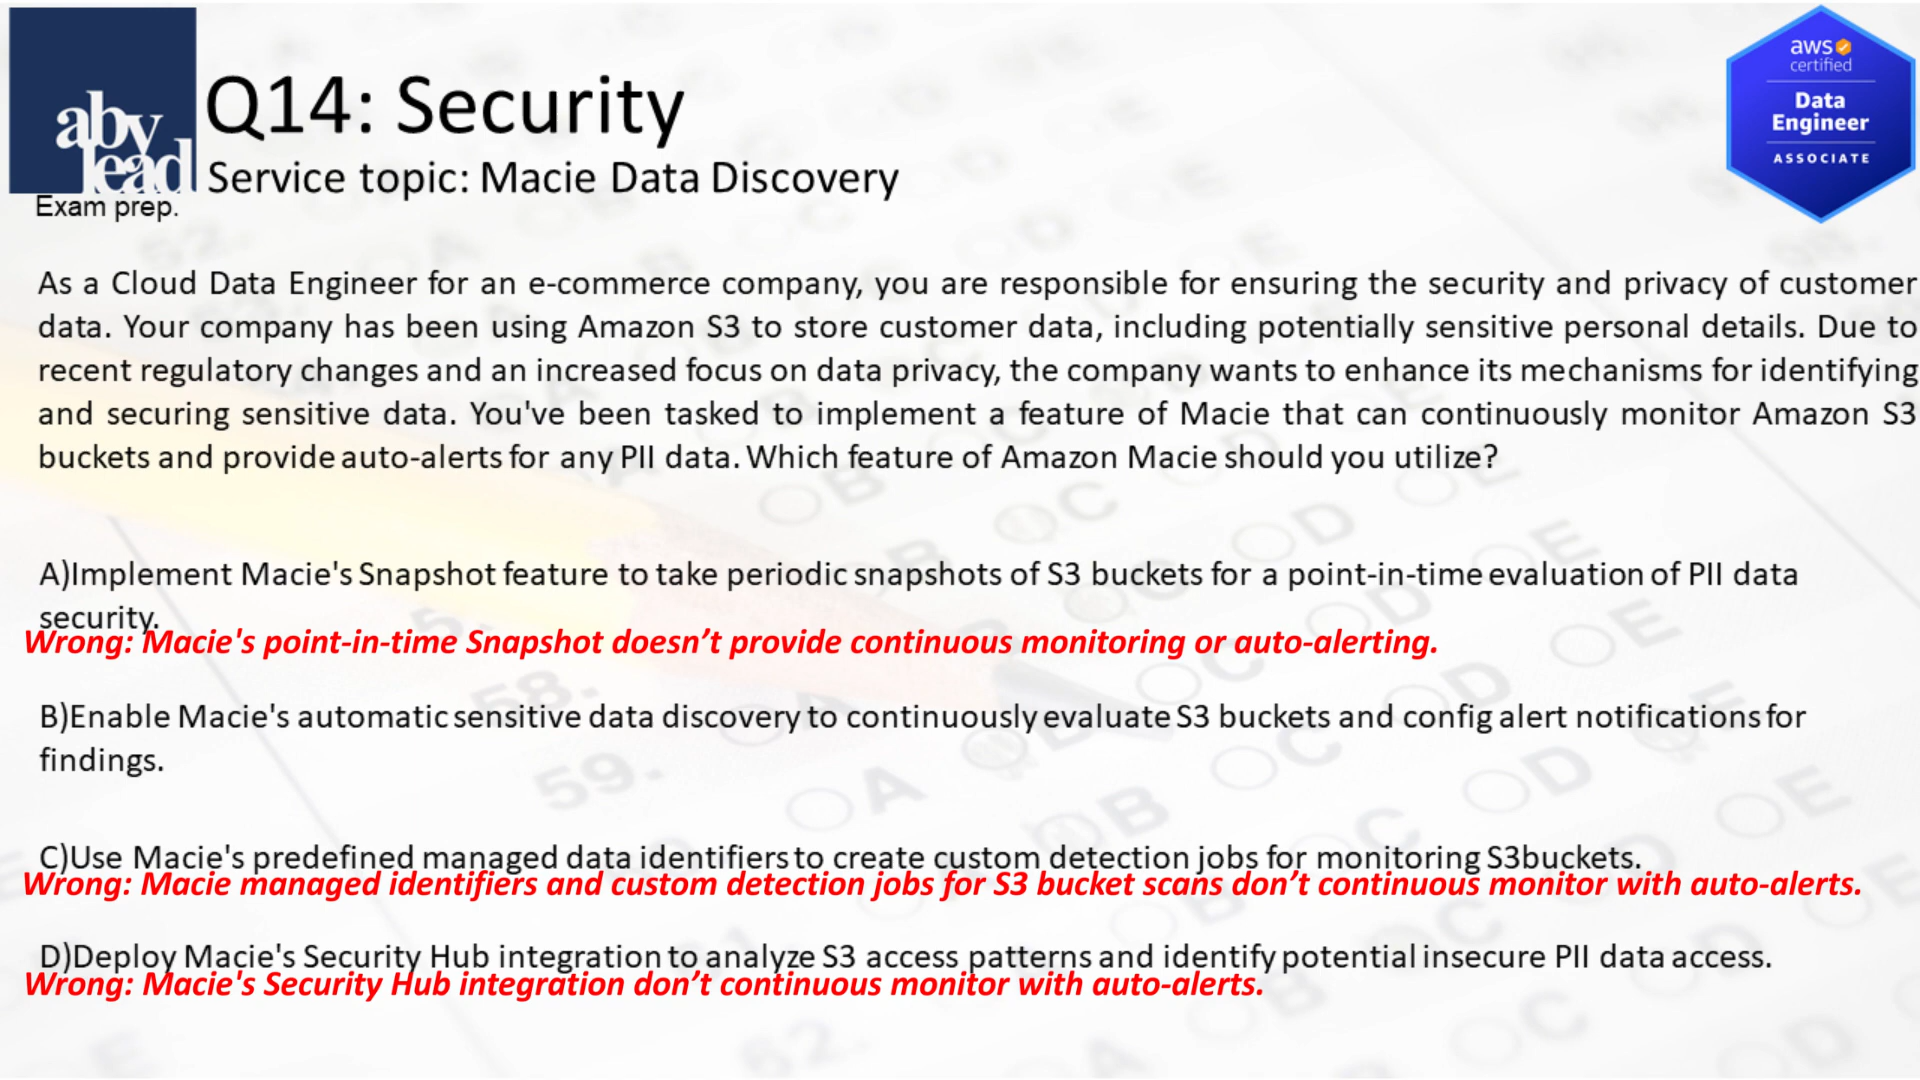 aby
lead
Exam prep.
Q14: Security
Service topic: Macie Data Discovery
aws
certified
Data
Engineer
ASSOCIATE
As a Cloud Data Engineer for an e-commerce company, you are responsible for ensuring the security and privacy of customer
data. Your company has been using Amazon S3 to store customer data, including potentially sensitive personal details. Due to
recent regulatory changes and an increased focus on data privacy, the company wants to enhance its mechanisms for identifying
and securing sensitive data. You've been tasked to implement a feature of Macie that can continuously monitor Amazon S3
buckets and provide auto-alerts for any PII data. Which feature of Amazon Macie should you utilize?
A)Implement Macie's Snapshot feature to take periodic snapshots of S3 buckets for a point-in-time evaluation of PII data
security.
Wrong: Macie's point-in-time Snapshot doesn’t provide continuous monitoring or auto-alerting.
B)Enable Macie's automatic sensitive data discovery to continuously evaluate S3 buckets and config alert notifications for
findings.
C)Use Macie's predefined managed data identifiers to create custom detection jobs for monitoring S3buckets.
Wrong: Macie managed identifiers and custom detection jobs for S3 bucket scans don’t continuous monitor with auto-alerts.
D)Deploy Macie's Security Hub integration to analyze S3 access patterns and identify potential insecure PII data access.
Wrong: Macie's Security Hub integration don’t continuous monitor with auto-alerts.